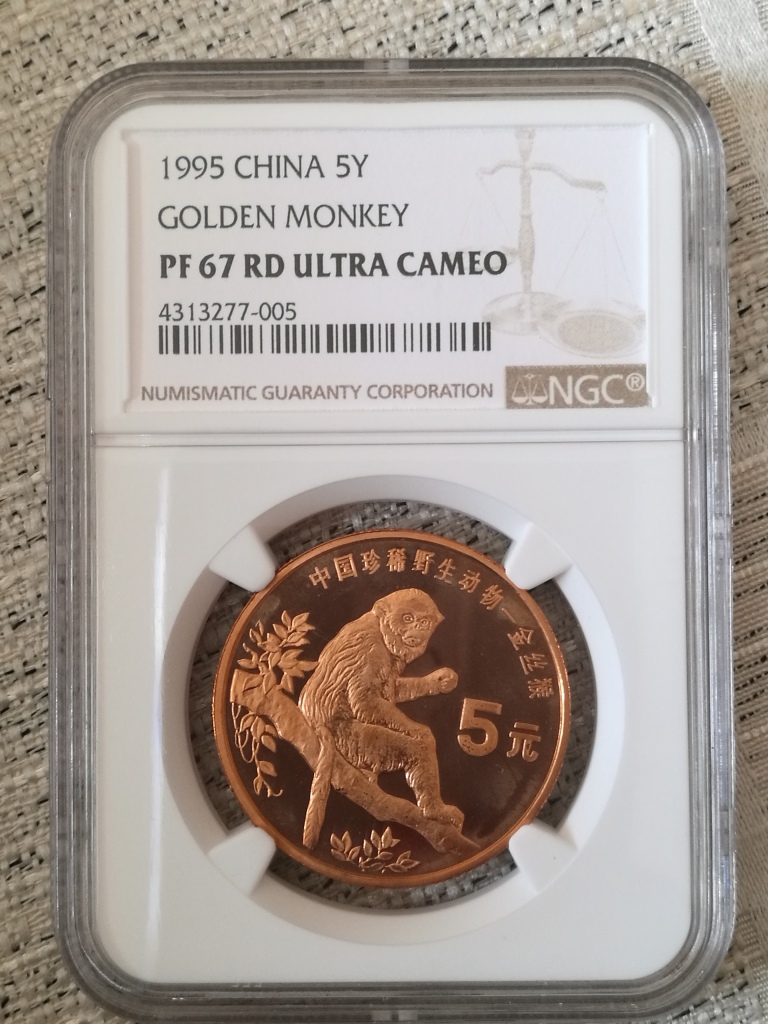 1995 CHINA 5Y
GOLDEN MONKEY
PF 67 RD ULTRA CAMEO
4313277-005
NUMISMATIC GUARANTY CORPORATION
NGC®
中国珍稀野生动物—金丝猴
5元